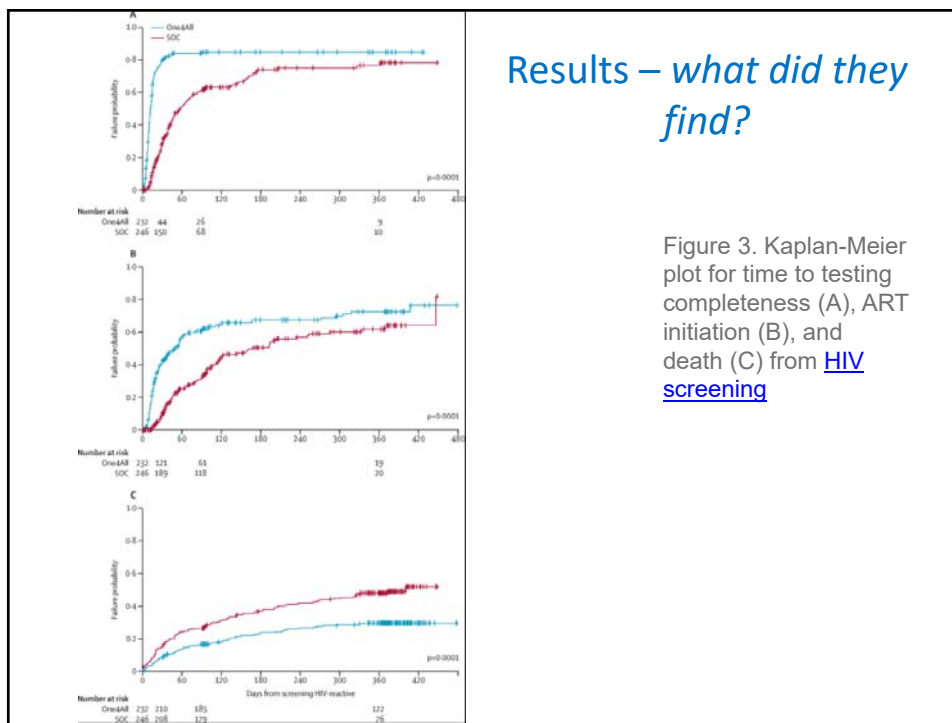 A
One4All
SOC
1·0
0·8
0·6
0·4
0·2
0
Failure probability
p<0·0001
0 60 120 180 240 300 360 420 480
Number at risk
One4All 232 44 26 9
SOC 246 150 68 10
B
1·0
0·8
0·6
0·4
0·2
0
Failure probability
p<0·0001
0 60 120 180 240 300 360 420 480
Number at risk
One4All 232 121 61 19
SOC 246 189 118 20
C
1·0
0·8
0·6
0·4
0·2
0
Failure probability
p<0·0001
0 60 120 180 240 300 360 420 480
Days from screening HIV-reactive
Number at risk
One4All 232 210 185 122
SOC 246 208 179 26
Results – what did they
find?
Figure 3. Kaplan-Meier
plot for time to testing
completeness (A), ART
initiation (B), and
death (C) from HIV
screening